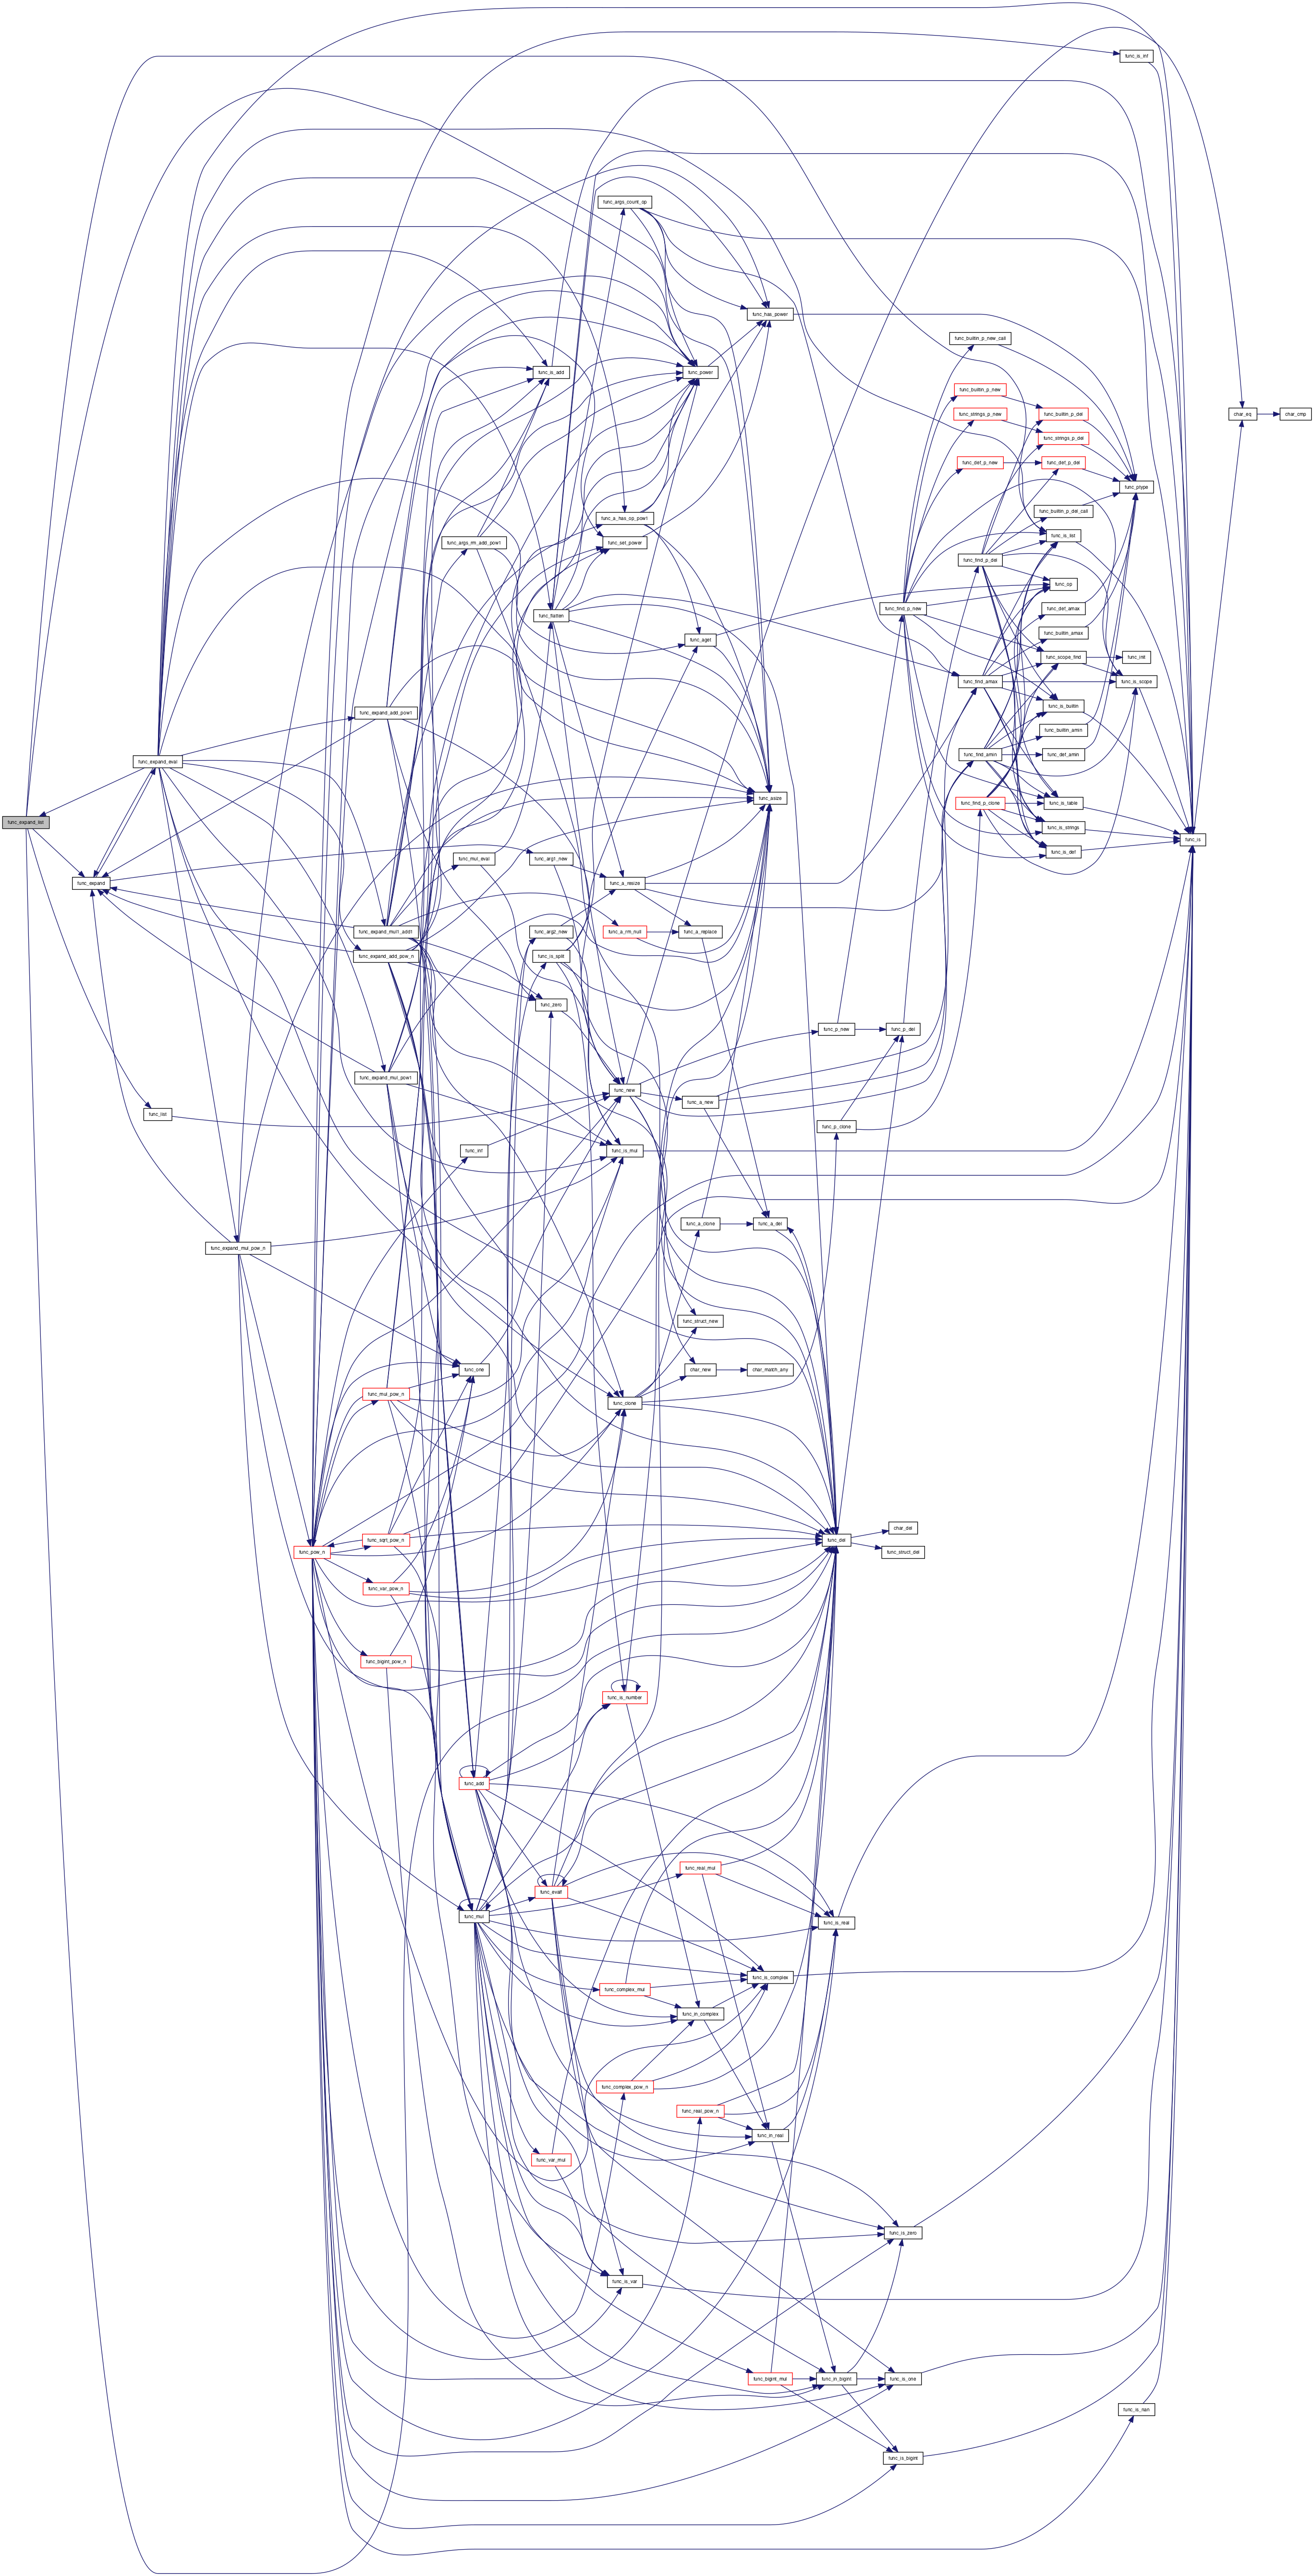 func_is_inf
func_args_count_op
func_has_power
func_builtin_p_new_call
func_is_add
func_power
func_builtin_p_new
func_strings_p_new
func_builtin_p_del
char_eq
char_cmp
func_strings_p_del
func_def_p_new
func_def_p_del
func_ptype
func_builtin_p_del_call
func_a_has_op_pow1
func_args_rm_add_pow1
func_set_power
func_is_list
func_find_p_del
func_op
func_find_p_new
func_def_amax
func_flatten
func_builtin_amax
func_aget
func_scope_find
func_init
func_find_amax
func_is_scope
func_is_builtin
func_expand_add_pow1
func_builtin_amin
func_find_amin
func_def_amin
func_expand_eval
func_asize
func_find_p_clone
func_is_table
func_expand_list
func_is_strings
func_is
func_is_def
func_mul_eval
func_arg1_new
func_expand
func_a_resize
func_expand_mul1_add1
func_arg2_new
func_a_rm_null
func_a_replace
func_expand_add_pow_n
func_is_split
func_zero
func_p_new
func_p_del
func_expand_mul_pow1
func_new
func_a_new
func_list
func_p_clone
func_inf
func_is_mul
func_a_clone
func_a_del
func_expand_mul_pow_n
func_struct_new
func_one
char_new
char_match_any
func_mul_pow_n
func_clone
char_del
func_sqrt_pow_n
func_del
func_pow_n
func_struct_del
func_var_pow_n
func_bigint_pow_n
func_is_number
func_add
func_real_mul
func_evalf
func_mul
func_is_real
func_is_complex
func_complex_mul
func_in_complex
func_complex_pow_n
func_real_pow_n
func_in_real
func_var_mul
func_is_zero
func_is_var
func_bigint_mul
func_in_bigint
func_is_one
func_is_nan
func_is_bigint